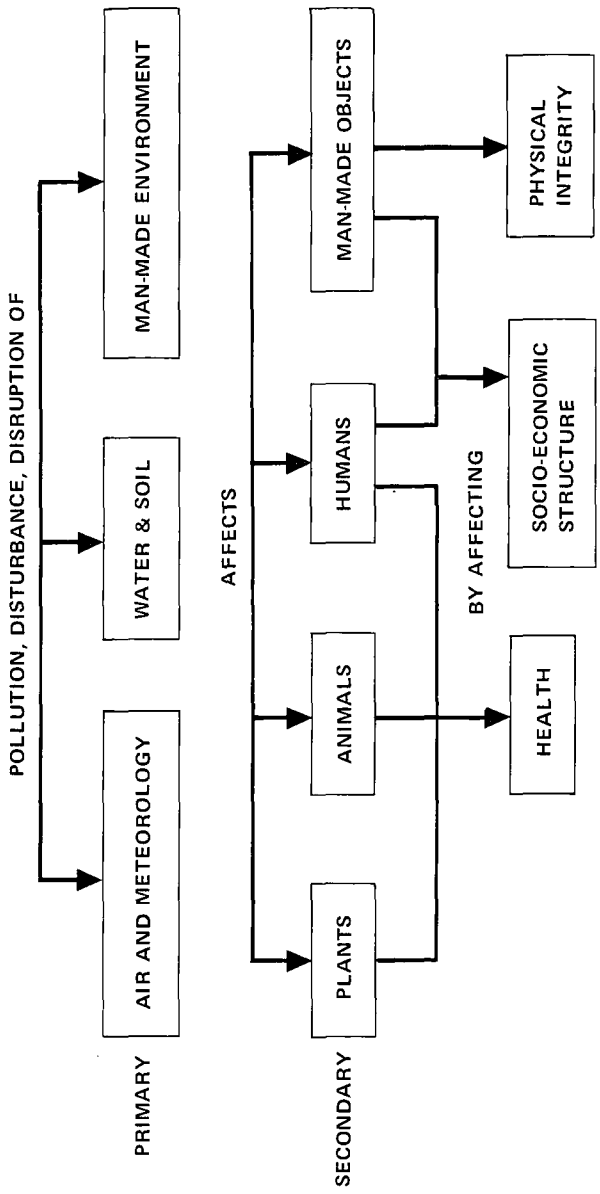 POLLUTION, DISTURBANCE, DISRUPTION OF
PRIMARY
AIR AND METEOROLOGY
WATER & SOIL
MAN-MADE ENVIRONMENT
AFFECTS
SECONDARY
PLANTS
ANIMALS
HUMANS
MAN-MADE OBJECTS
BY AFFECTING
HEALTH
SOCIO-ECONOMIC
STRUCTURE
PHYSICAL
INTEGRITY